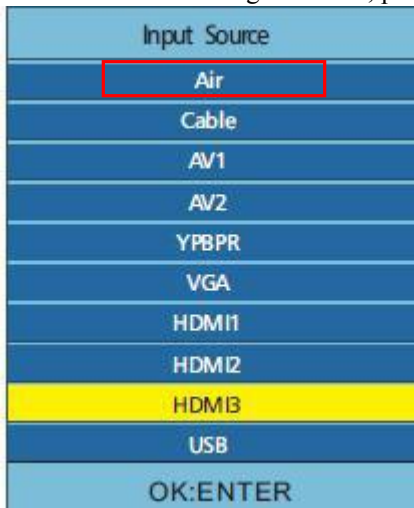 Input Source
Air
Cable
AV1
AV2
YPBPR
VGA
HDMI1
HDMI2
HDMI3
USB
OK:ENTER